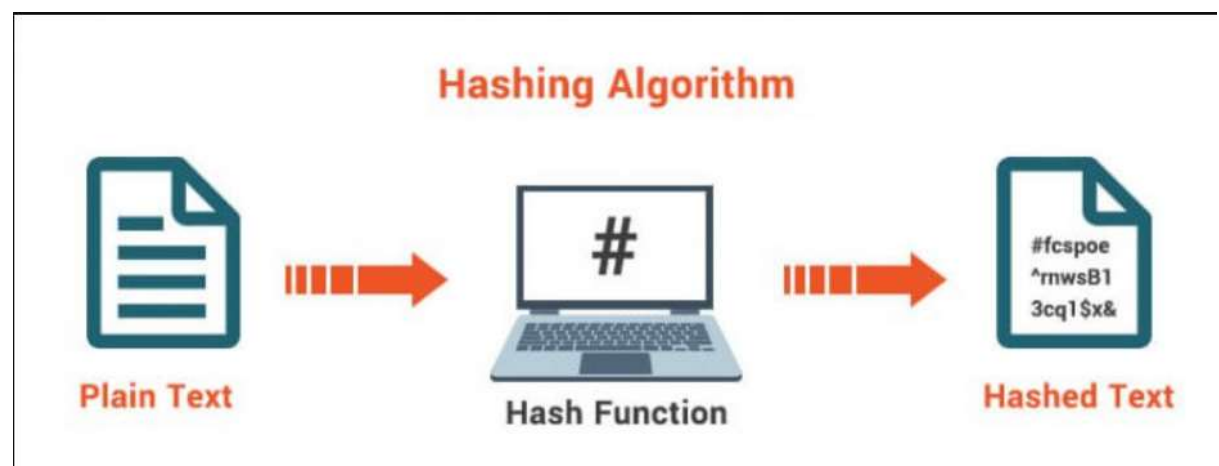 Hashing Algorithm
#
#fcspoe
^rnwsB1
3cq1$x&
Plain Text
Hash Function
Hashed Text